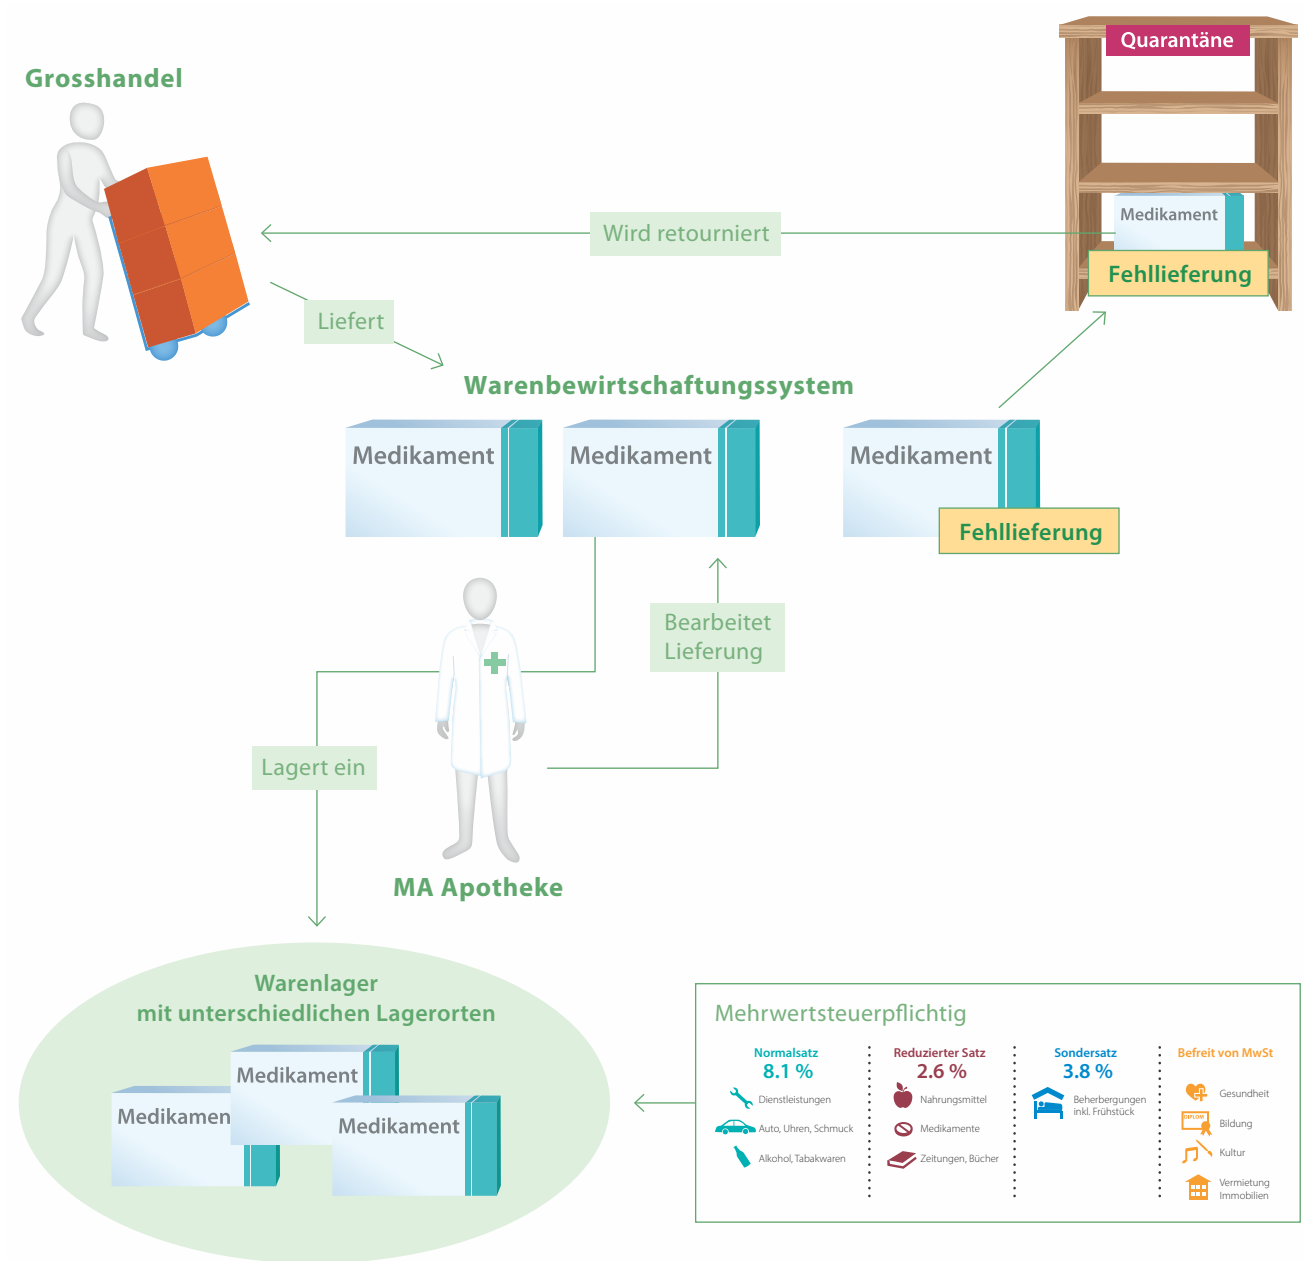 Quarantäne
Grosshandel
Medikament
Wird retourniert
Fehllieferung
Liefert
Warenbewirtschaftungssystem
Medikament
Medikament
Medikament
Fehllieferung
Bearbeitet
Lieferung
Lagert ein
MA Apotheke
Warenlager
mit unterschiedlichen Lagerorten
Medikament
Medikamen
Medikament
Mehrwertsteuerpflichtig
Normalsatz
8.1 %
Dienstleistungen
Auto, Uhren, Schmuck
Alkohol, Tabakwaren
Reduzierter Satz
2.6 %
Nahrungsmittel
Medikamente
Zeitungen, Bücher
Sondersatz
3.8 %
Beherbergungen
inkl. Frühstück
Befreit von MwSt
Gesundheit
DIPLOM
Bildung
Kultur
Vermietung
Immobilien